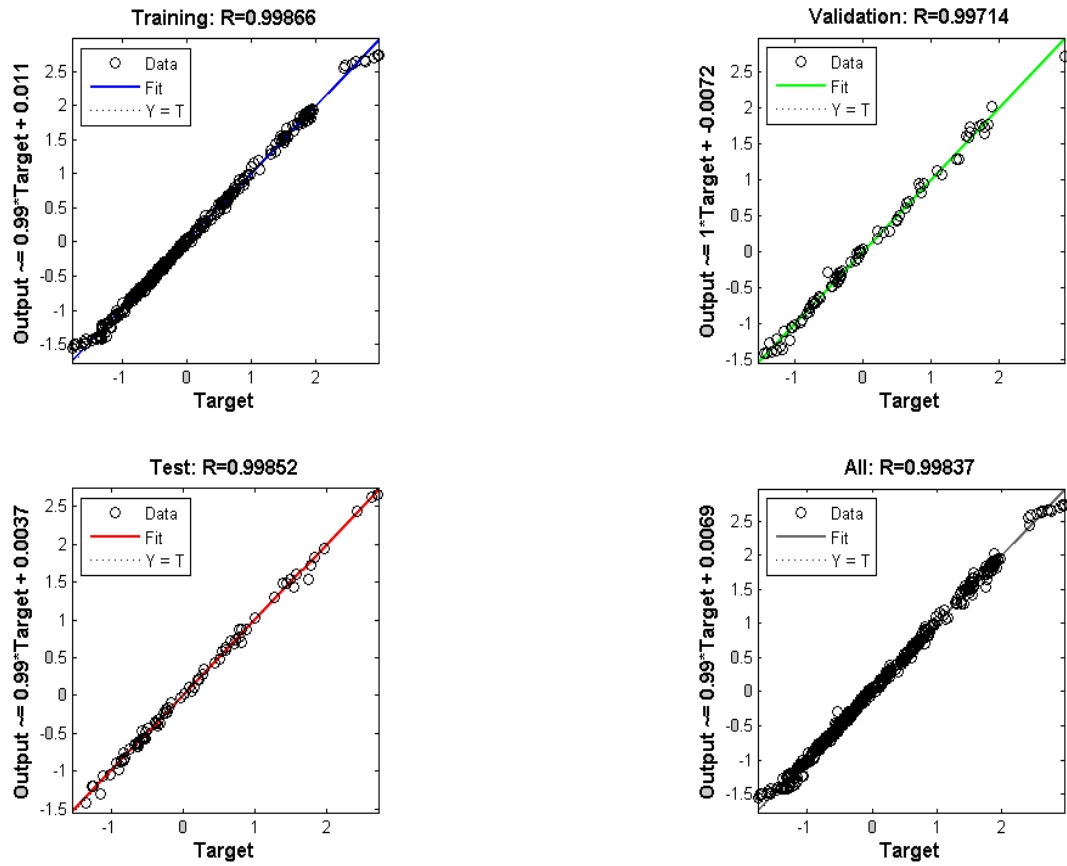 Training: R=0.99866
Output ~= 0.99*Target + 0.011
2.5
2
1.5
1
0.5
0
-0.5
-1
-1.5
Data
Fit
Y = T
-1 0 1 2
Target
Validation: R=0.99714
Output ~= 1*Target + -0.0072
2.5
2
1.5
1
0.5
0
-0.5
-1
-1.5
Data
Fit
Y = T
-1 0 1 2
Target
Test: R=0.99852
Output ~= 0.99*Target + 0.0037
2.5
2
1.5
1
0.5
0
-0.5
-1
-1.5
Data
Fit
Y = T
-1 0 1 2
Target
All: R=0.99837
Output ~= 0.99*Target + 0.0069
2.5
2
1.5
1
0.5
0
-0.5
-1
-1.5
Data
Fit
Y = T
-1 0 1 2
Target